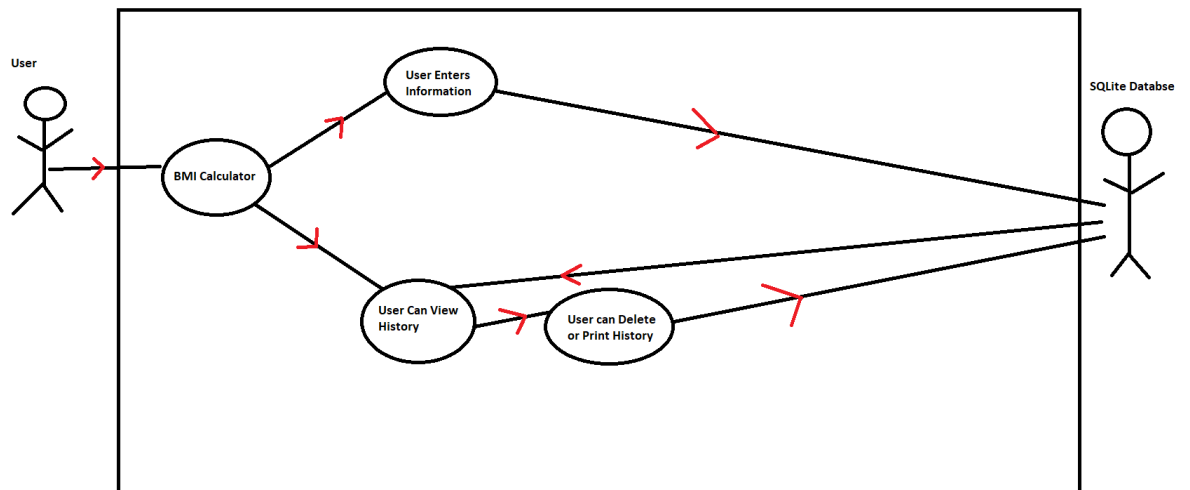 User
User Enters
Information
SQLite Databse
BMI Calculator
User Can View
History
User can Delete
or Print History